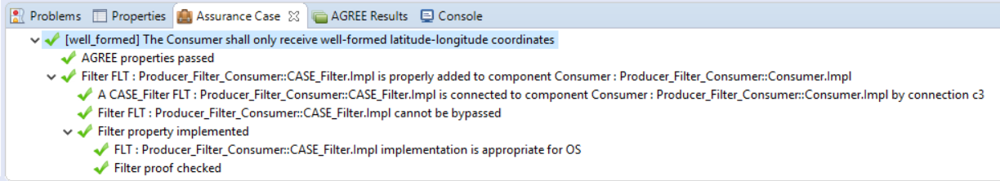 Problems Properties Assurance Case AGREE Results Console
[well_formed] The Consumer shall only receive well-formed latitude-longitude coordinates
AGREE properties passed
Filter FLT : Producer_Filter_Consumer::CASE_Filter.Impl is properly added to component Consumer : Producer_Filter_Consumer::Consumer.Impl
A CASE_Filter FLT : Producer_Filter_Consumer::CASE_Filter.Impl is connected to component Consumer : Producer_Filter_Consumer::Consumer.Impl by connection c3
Filter FLT : Producer_Filter_Consumer::CASE_Filter.Impl cannot be bypassed
Filter property implemented
FLT : Producer_Filter_Consumer::CASE_Filter.Impl implementation is appropriate for OS
Filter proof checked